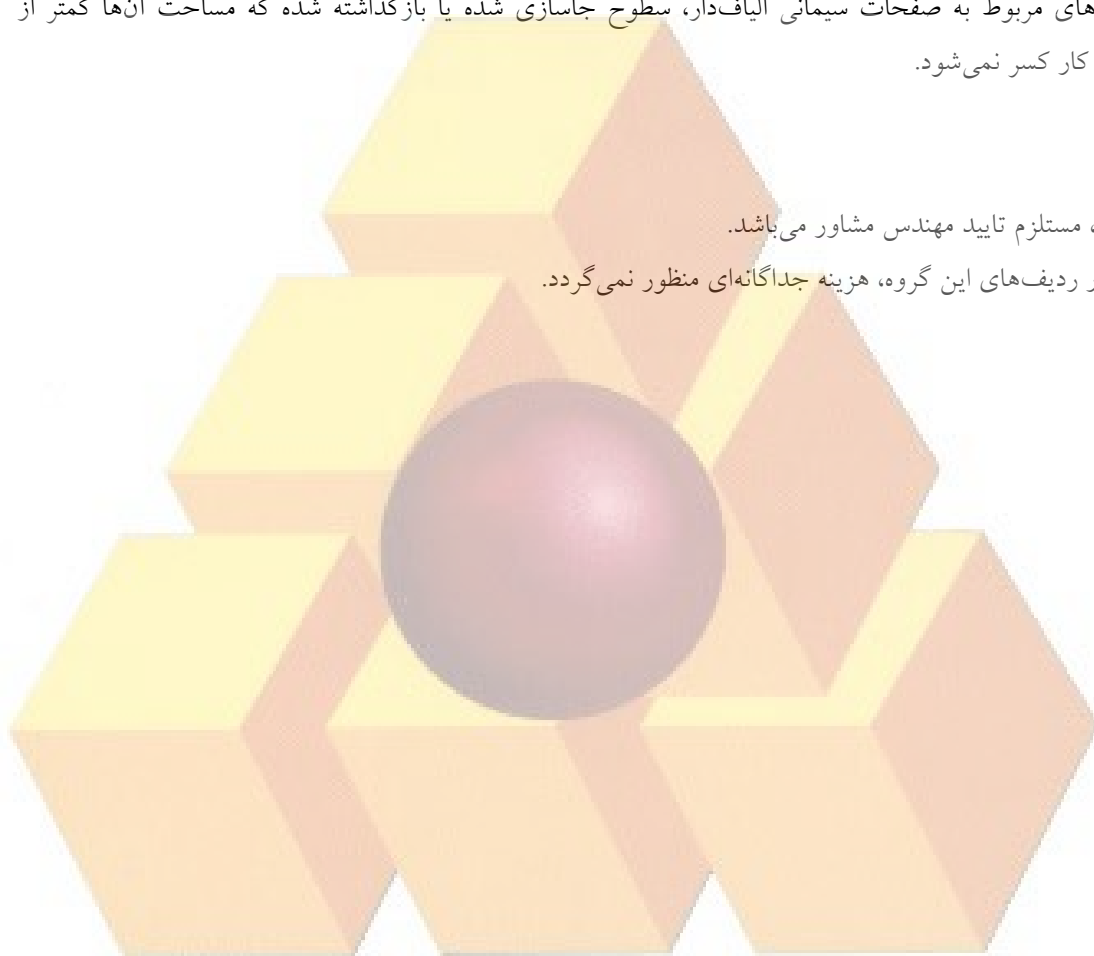 های مربوط به صفحات سیمانی الیاف‌دار، سطوح جاسازی شده یا بازگذاشته شده که مساحت آن‌ها کمتر از
کار کسر نمی‌شود.
، مستلزم تایید مهندس مشاور می‌باشد.
ر ردیف‌های این گروه، هزینه جداگانه‌ای منظور نمی‌گردد.